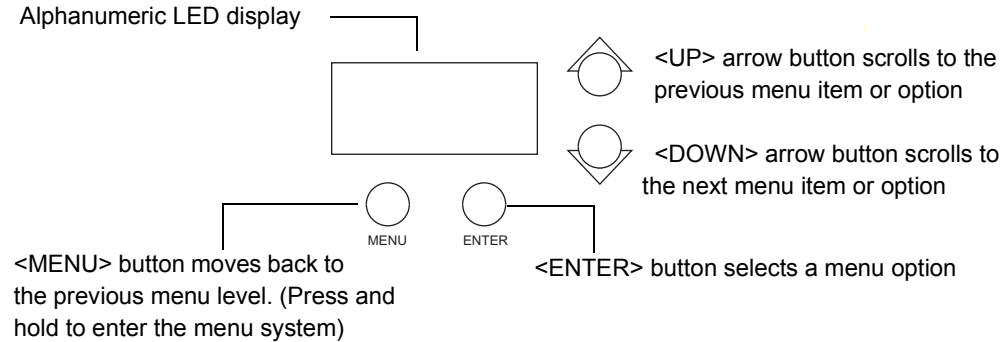 Alphanumeric LED display
<UP> arrow button scrolls to the
previous menu item or option
<DOWN> arrow button scrolls to
the next menu item or option
MENU
ENTER
<MENU> button moves back to
the previous menu level. (Press and
hold to enter the menu system)
<ENTER> button selects a menu option